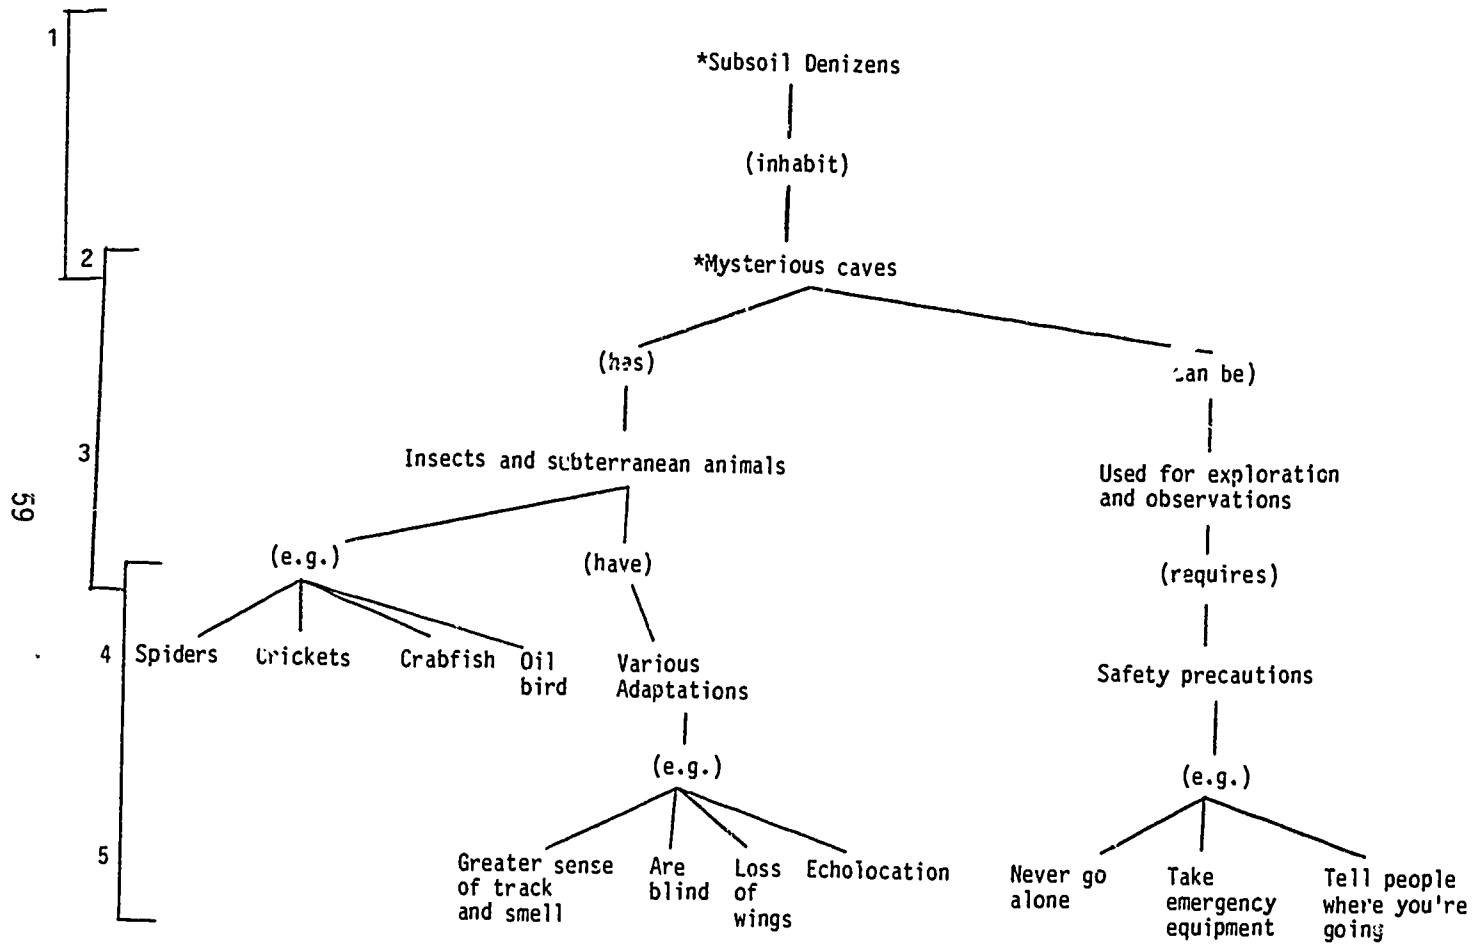 1
*Subsoil Denizens
(inhabit)
2
*Mysterious caves
(has)
can be)
3
Insects and subterranean animals
Used for exploration
and observations
59
(e.g.)
(have)
(requires)
4
Spiders
Crickets
Crabfish
Oil
bird
Various
Adaptations
Safety precautions
(e.g.)
(e.g.)
5
Greater sense
of track
and smell
Are
blind
Loss
of
wings
Echolocation
Never go
alone
Take
emergency
equipment
Tell people
where you're
going